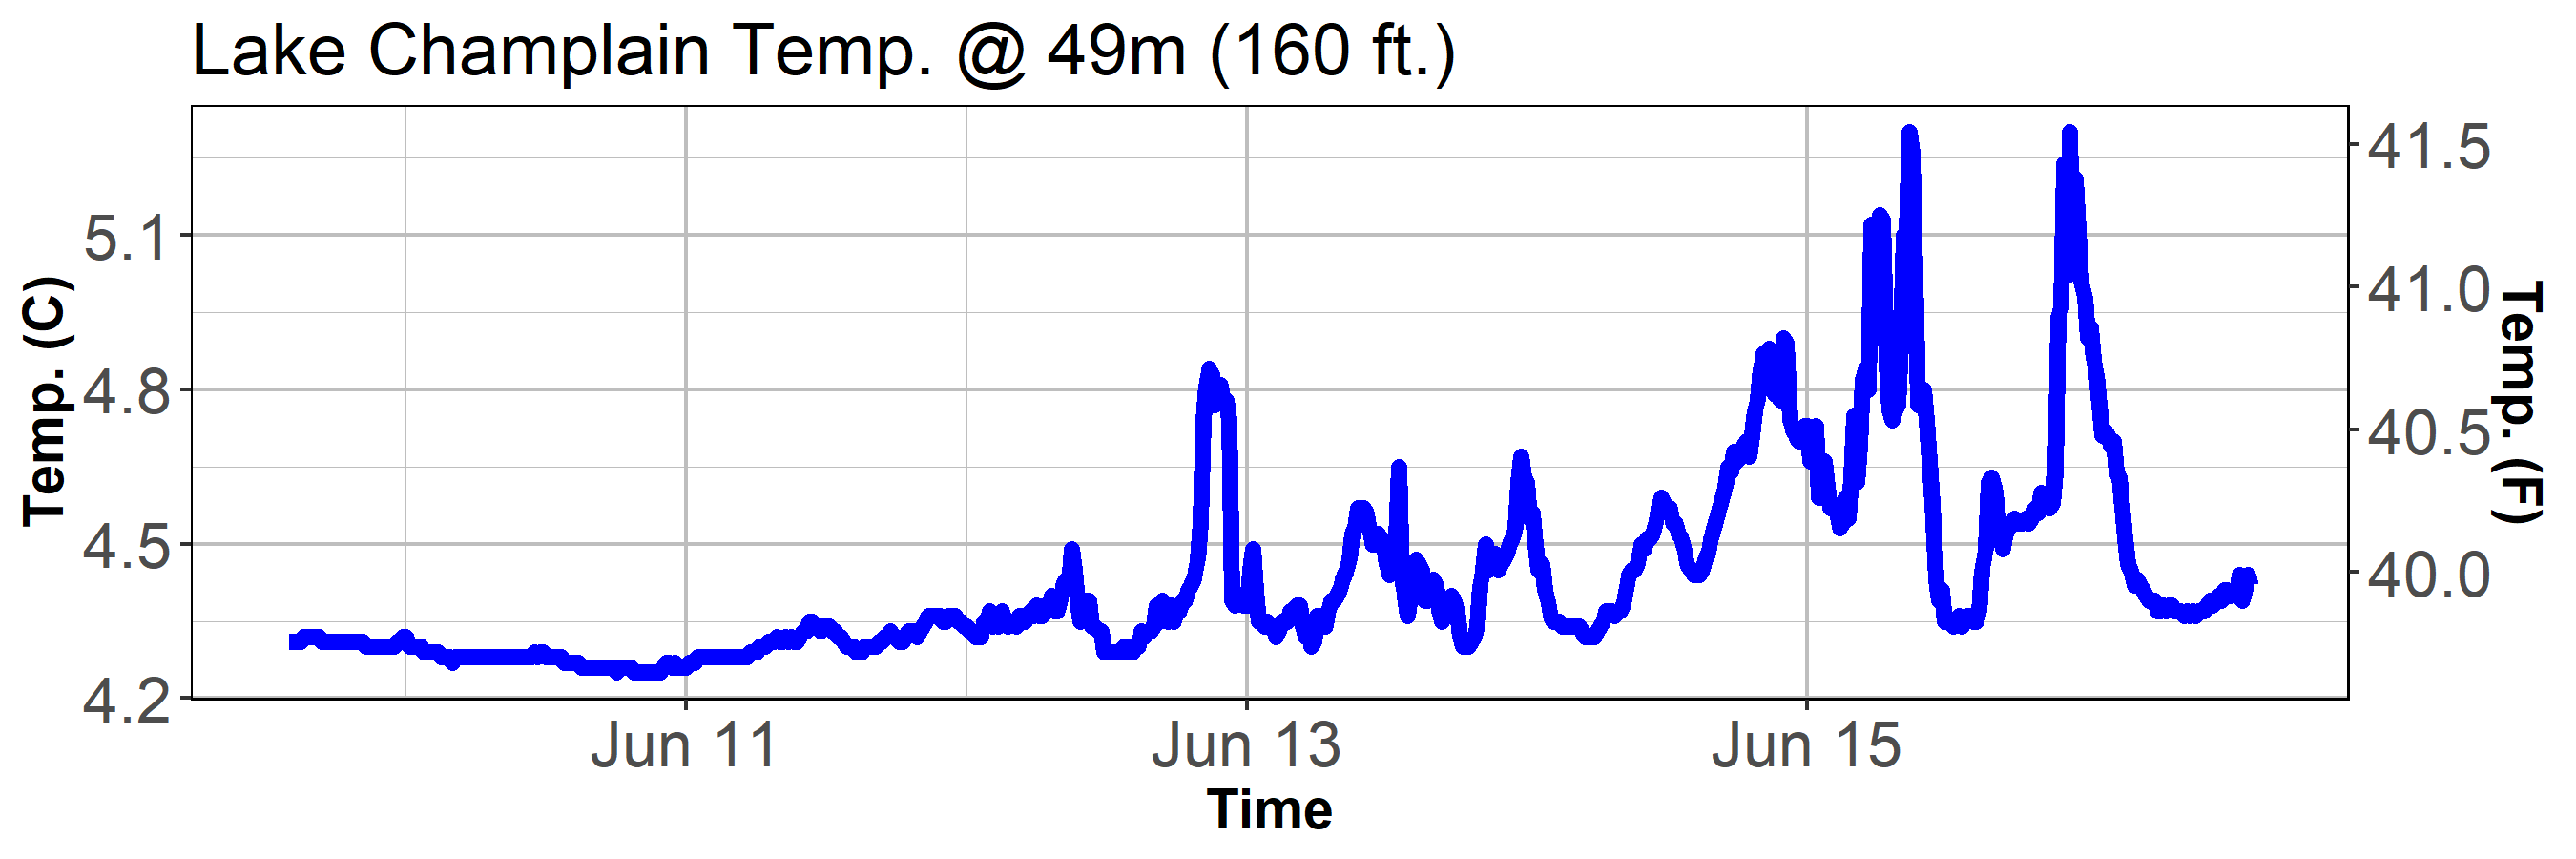 Lake Champlain Temp. @ 49m (160 ft.)
Temp. (C)
5.1
4.8
4.5
4.2
41.5
41.0
40.5
40.0
Temp. (F)
Jun 11 Jun 13 Jun 15
Time